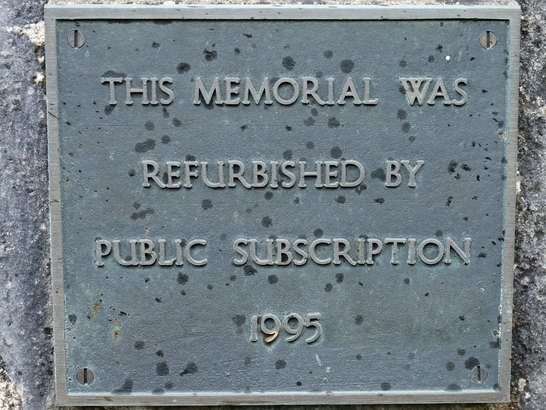 THIS MEMORIAL WAS
REFURBISHED BY
PUBLIC SUBSCRIPTION
1995